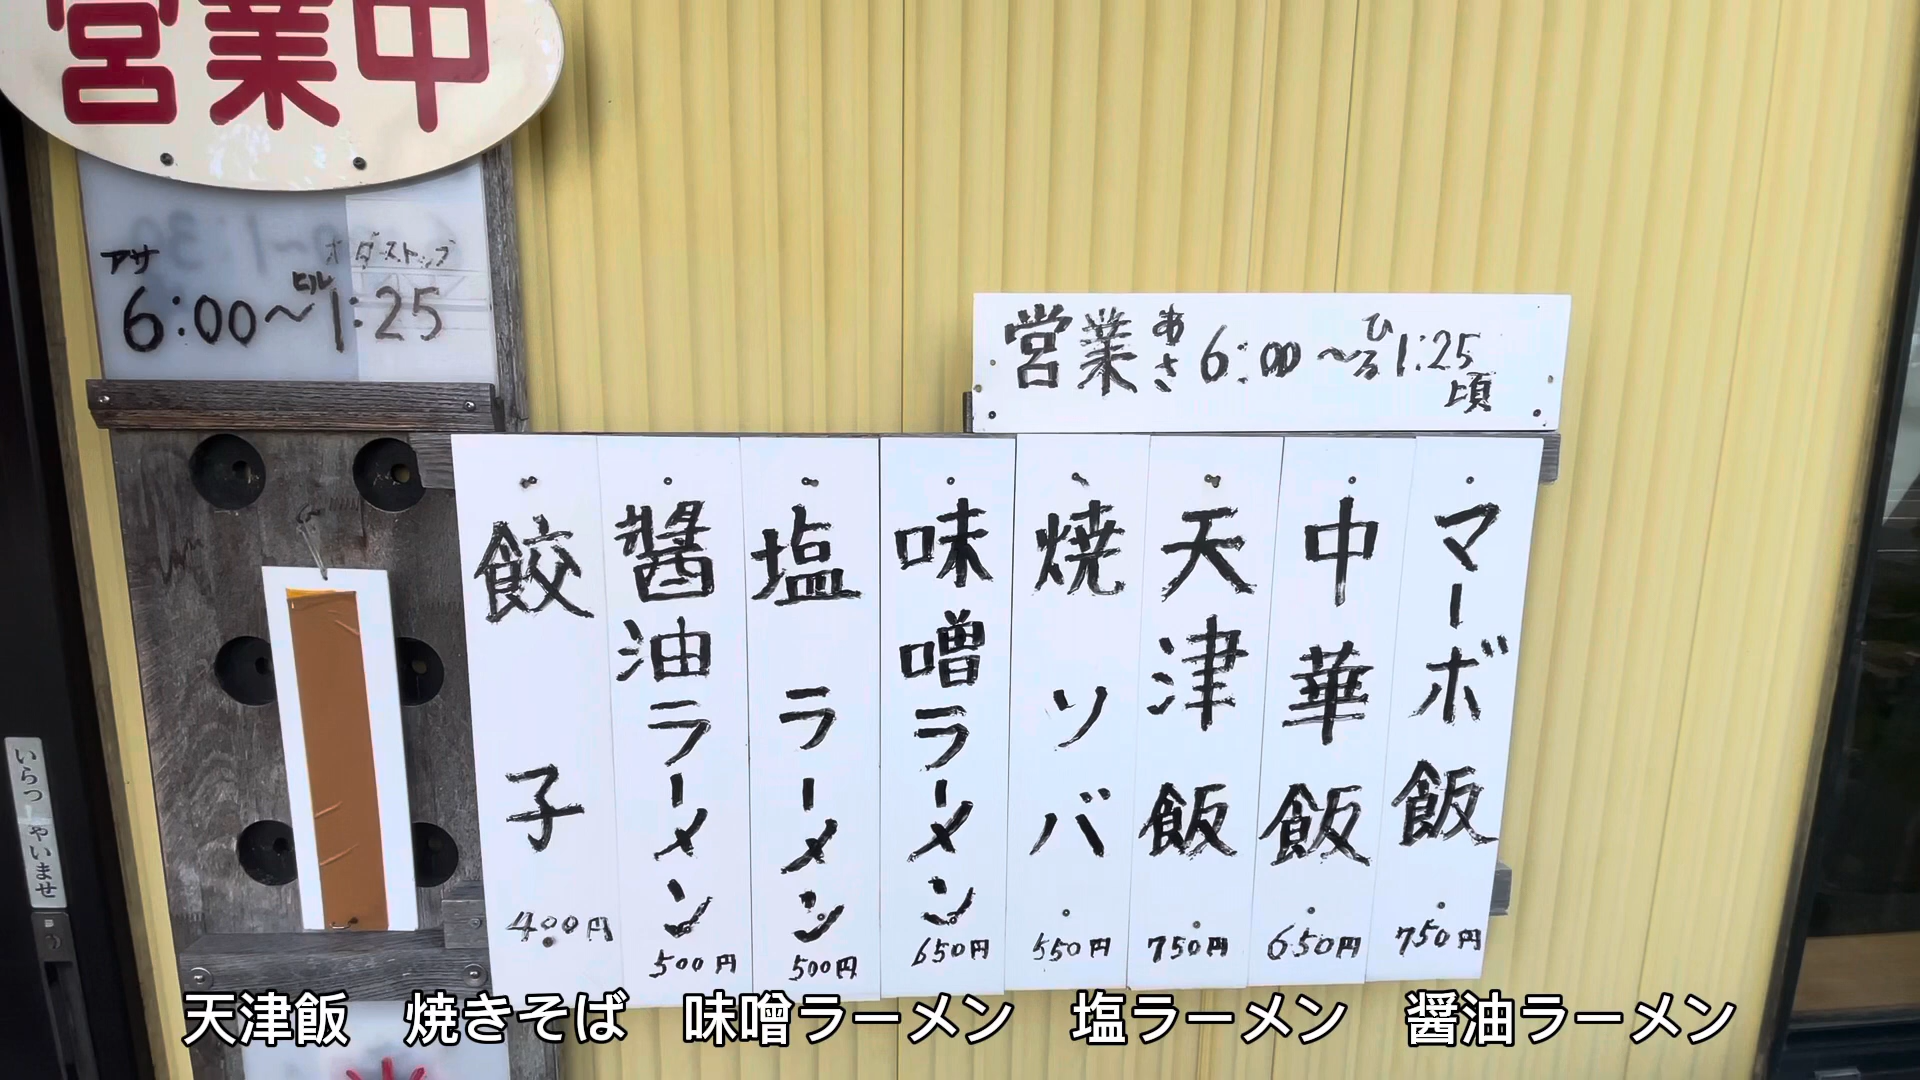 営業中
アサ
オーダーストップ
ヒル
6:00～1:25
営業 あさ 6:00～ひる1:25
頃
マーボ飯 750円
中華飯 650円
天津飯 750円
焼ソバ 550円
味噌ラーメン 650円
塩ラーメン 500円
醤油ラーメン 500円
餃子 400円
いらっしゃいませ
天津飯　焼きそば　味噌ラーメン　塩ラーメン　醤油ラーメン